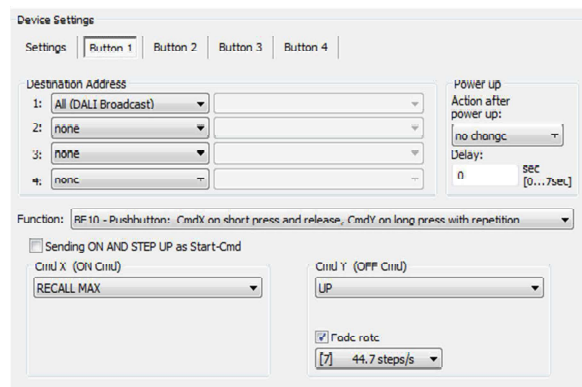 Device Settings
Settings Button 1 Button 2 Button 3 Button 4
Destination Address
1: All (DALI Broadcast)
2: none
3: none
4: none
Power up
Action after
power up:
no change
Delay:
0 sec
[0...7sec]
Function: BF10 - Pushbutton: CmdX on short press and release, CmdY on long press with repetition
Sending ON AND STEP UP as Start-Cmd
Cmd X (ON Cmd)
RECALL MAX
Cmd Y (OFF Cmd)
UP
Fade rate
[7] 44.7 steps/s